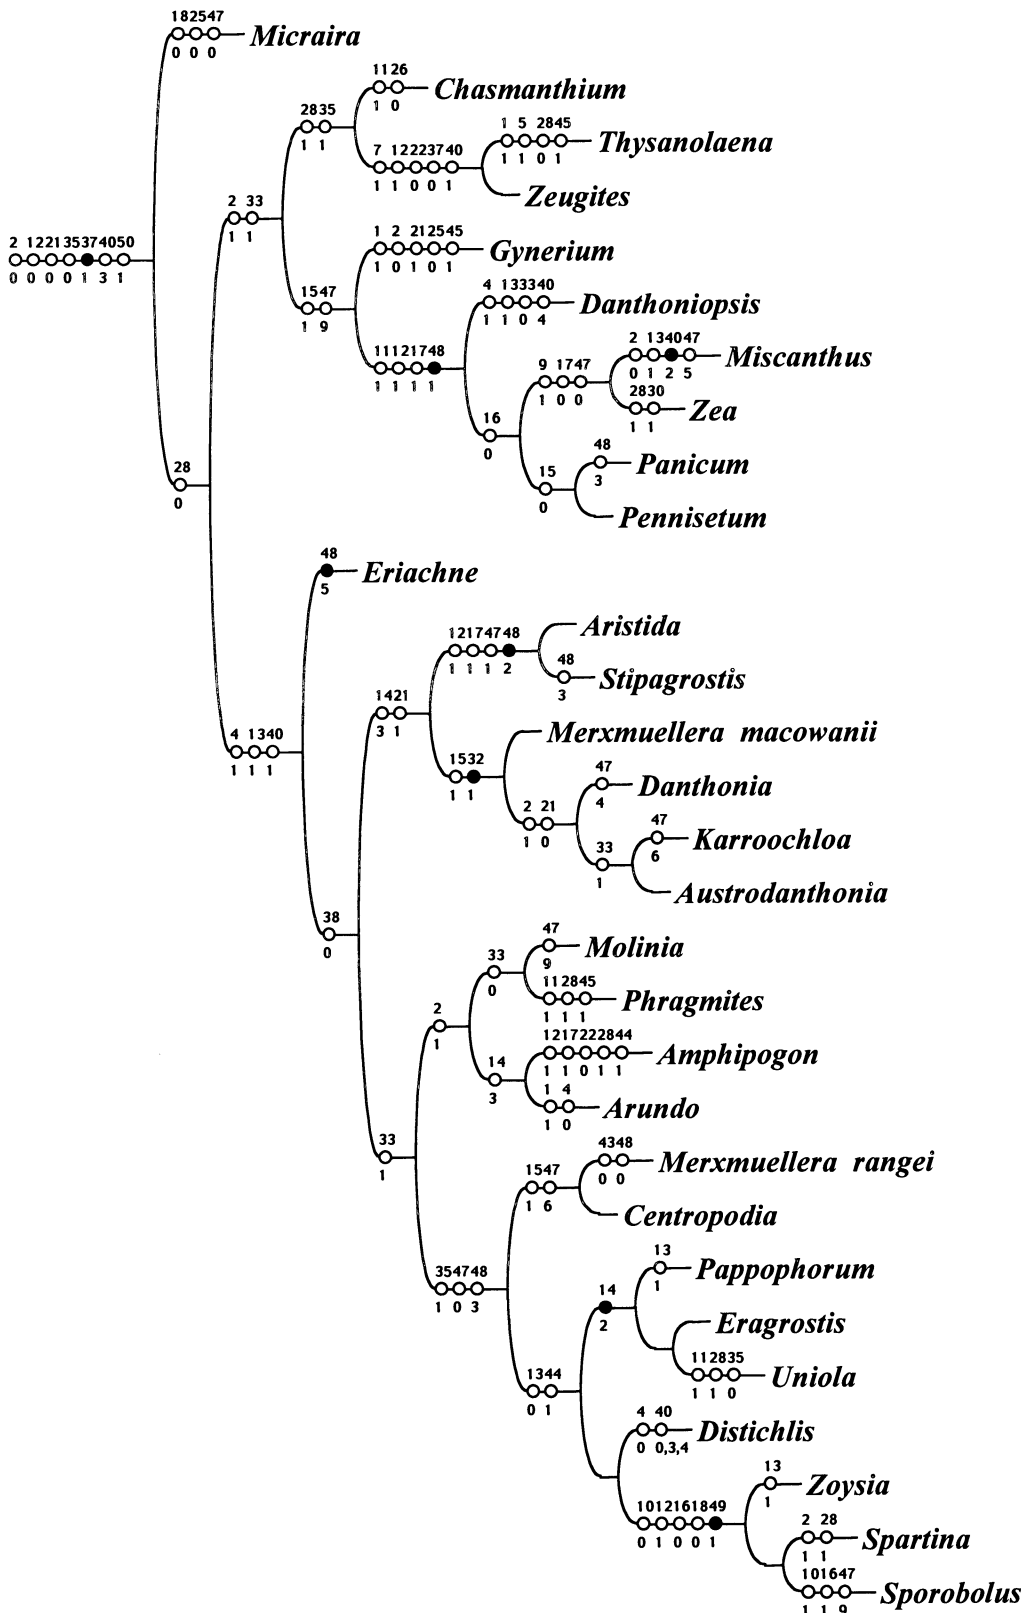 182547
0 0 0
Micraira
1126
1 0
Chasmanthium
2835
1 1
1 5 2845
1 1 0 1
Thysanolaena
7 12223740
1 1 0 0 1
Zeugites
2 33
1 1
2 12213537 4050
0 0 0 0 1 3 1
1 2 212545
1 0 1 0 1
Gynerium
1547
1 9
4 133340
1 1 0 4
Danthoniopsis
11121748
1 1 1 1
2 134047
0 1 2 5
Miscanthus
9 1747
1 0 0
2830
1 1
Zea
16
0
48
3
Panicum
15
0
Pennisetum
28
0
48
5
Eriachne
12174748
1 1 1 2
Aristida
48
3
Stipagrostis
1421
3 1
Merxmuellera macowanii
1532
1 1
47
4
Danthonia
2 21
1 0
47
6
Karroochloa
33
1
Austrodanthonia
4 1340
1 1 1
38
0
47
9
Molinia
33
0
112845
1 1 1
Phragmites
2
1
1217222844
1 1 0 1 1
Amphipogon
14
3
1 4
1 0
Arundo
33
1
4348
0 0
Merxmuellera rangei
1547
1 6
Centropodia
354748
1 0 3
13
1
Pappophorum
14
2
Eragrostis
112835
1 1 0
Uniola
1344
0 1
4 40
0 0,3,4
Distichlis
13
1
Zoysia
1012161849
0 1 0 0 1
2 28
1 1
Spartina
101647
1 1 9
Sporobolus